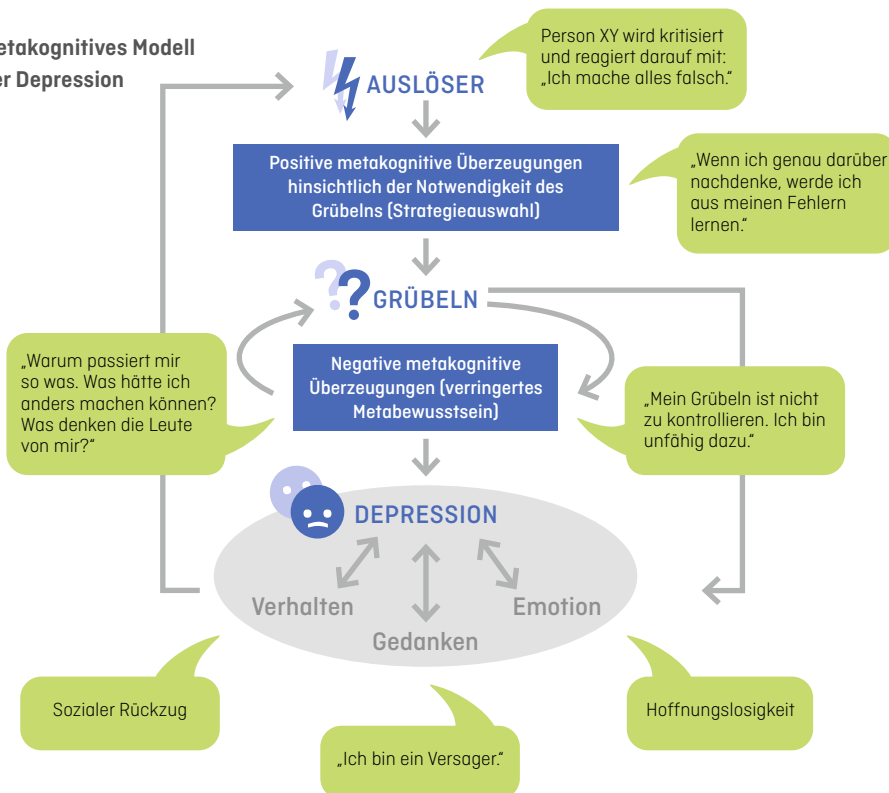 etakognitives Modell
er Depression
Person XY wird kritisiert
und reagiert darauf mit:
„Ich mache alles falsch.“
AUSLÖSER
Positive metakognitive Überzeugungen
hinsichtlich der Notwendigkeit des
Grübelns (Strategieauswahl)
„Wenn ich genau darüber
nachdenke, werde ich
aus meinen Fehlern
lernen.“
??
GRÜBELN
„Warum passiert mir
so was. Was hätte ich
anders machen können?
Was denken die Leute
von mir?“
Negative metakognitive
Überzeugungen (verringertes
Metabewusstsein)
„Mein Grübeln ist nicht
zu kontrollieren. Ich bin
unfähig dazu.“
DEPRESSION
Verhalten
Emotion
Gedanken
Sozialer Rückzug
„Ich bin ein Versager.“
Hoffnungslosigkeit